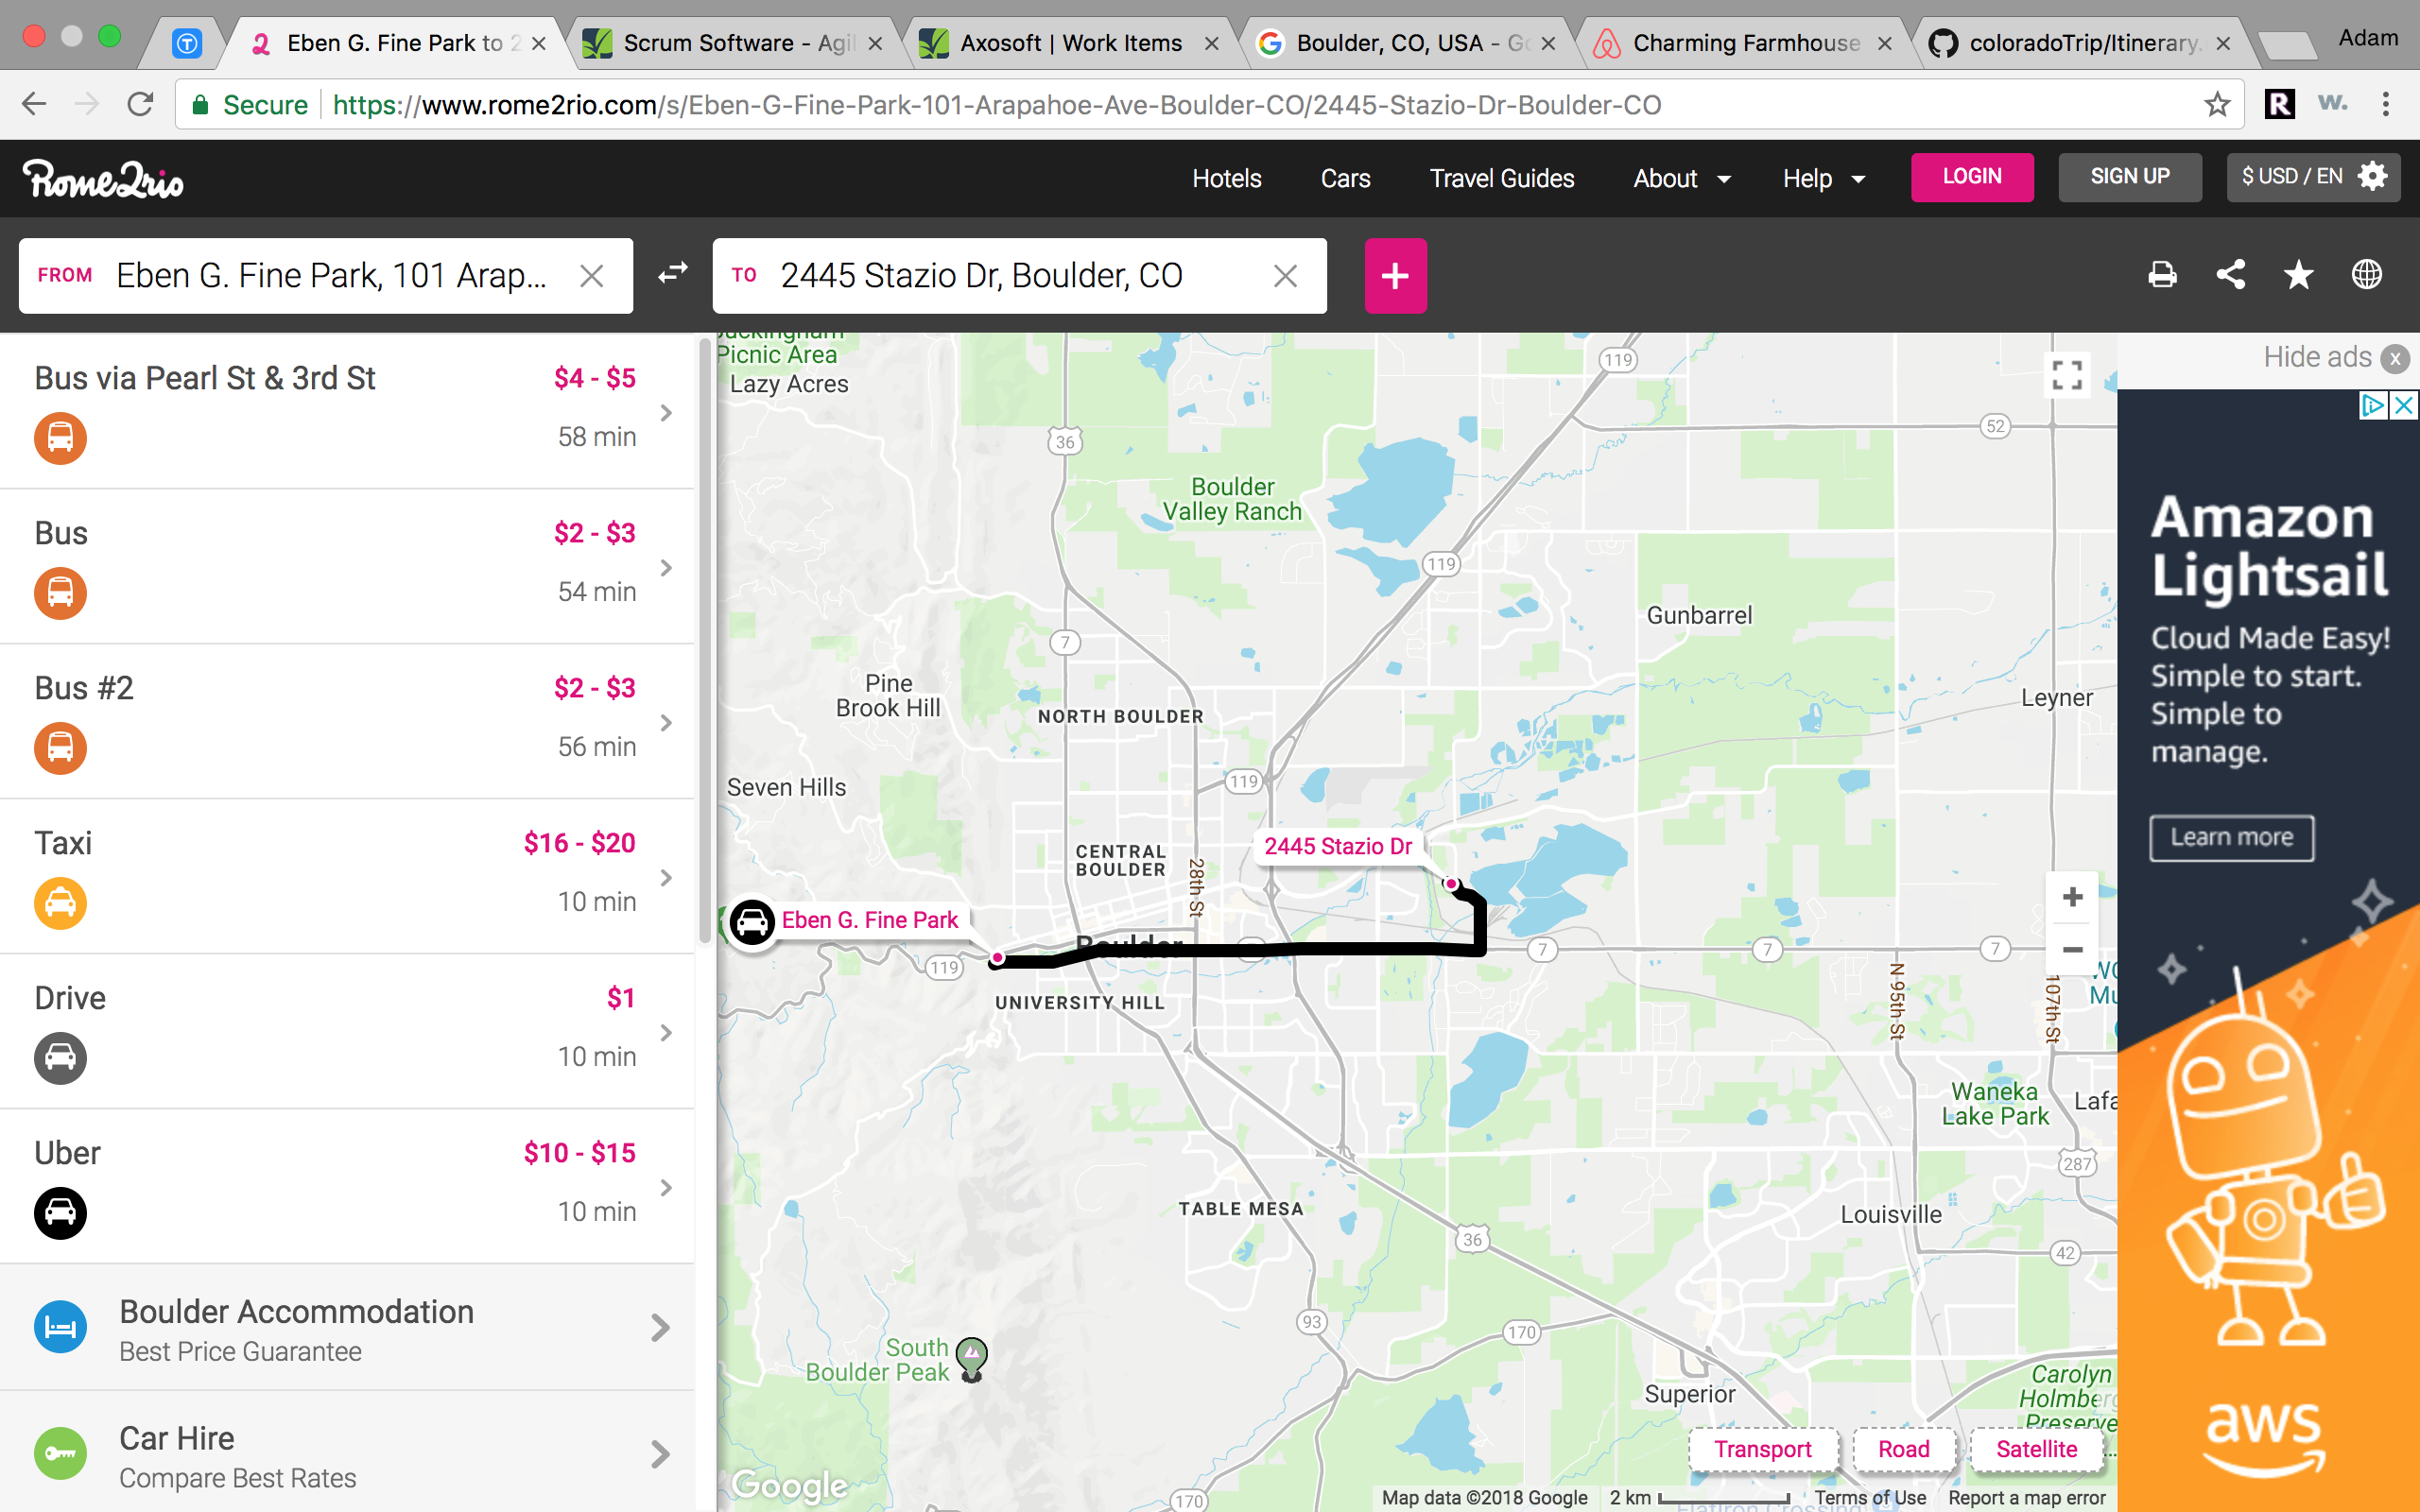 Eben G. Fine Park to 2
Scrum Software - Agil
Axosoft | Work Items
Boulder, CO, USA - Go
Charming Farmhouse
coloradoTrip/Itinerary.
Adam
Secure
https://www.rome2rio.com/s/Eben-G-Fine-Park-101-Arapahoe-Ave-Boulder-CO/2445-Stazio-Dr-Boulder-CO
R
w.
Rome2rio
Hotels
Cars
Travel Guides
About
Help
LOGIN
SIGN UP
$ USD / EN
FROM Eben G. Fine Park, 101 Arap...
TO 2445 Stazio Dr, Boulder, CO
+
Bus via Pearl St & 3rd St
$4 - $5
58 min
Bus
$2 - $3
54 min
Bus #2
$2 - $3
56 min
Taxi
$16 - $20
10 min
Drive
$1
10 min
Uber
$10 - $15
10 min
Boulder Accommodation
Best Price Guarantee
Car Hire
Compare Best Rates
Picnic Area
Lazy Acres
119
36
52
Boulder
Valley Ranch
119
Gunbarrel
7
Pine
Brook Hill
Leyner
NORTH BOULDER
Seven Hills
119
2445 Stazio Dr
CENTRAL
BOULDER
28th St
Eben G. Fine Park
Boulder
119
7
7
7
N 95th St
107th St
UNIVERSITY HILL
Waneka
Lake Park
Lafa
287
TABLE MESA
Louisville
36
42
93
170
South
Boulder Peak
Superior
Carolyn
Holmberg
Preserve
170
Transport
Road
Satellite
Google
Map data ©2018 Google
2 km
Terms of Use
Report a map error
Hide ads x
Amazon
Lightsail
Cloud Made Easy!
Simple to start.
Simple to
manage.
Learn more
aws